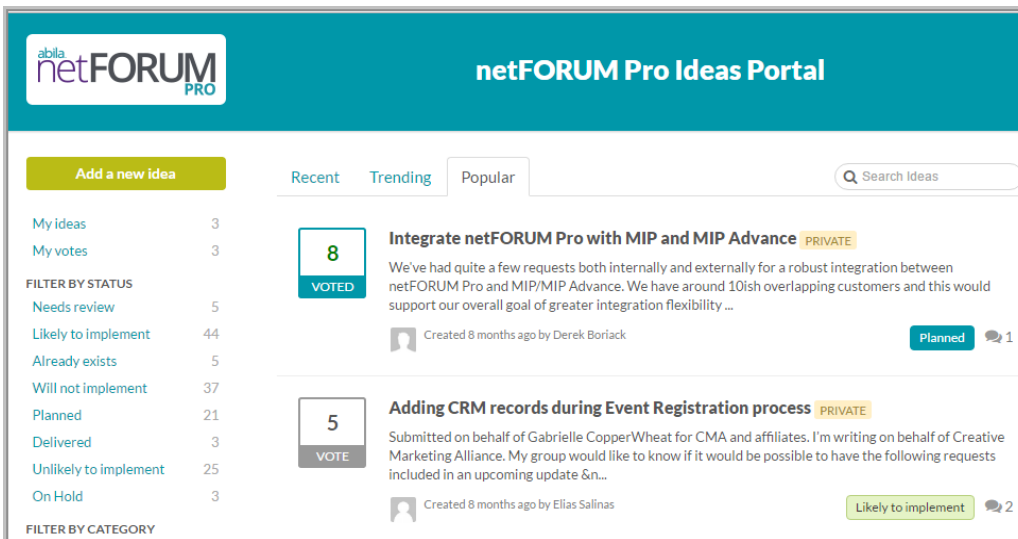 abila
netFORUM
PRO
netFORUM Pro Ideas Portal
Add a new idea
My ideas 3
My votes 3
FILTER BY STATUS
Needs review 5
Likely to implement 44
Already exists 5
Will not implement 37
Planned 21
Delivered 3
Unlikely to implement 25
On Hold 3
FILTER BY CATEGORY
Recent Trending Popular
Search Ideas
8
VOTED
Integrate netFORUM Pro with MIP and MIP Advance PRIVATE
We've had quite a few requests both internally and externally for a robust integration between
netFORUM Pro and MIP/MIP Advance. We have around 10ish overlapping customers and this would
support our overall goal of greater integration flexibility ...
Created 8 months ago by Derek Boriack
Planned 1
5
VOTE
Adding CRM records during Event Registration process PRIVATE
Submitted on behalf of Gabrielle CopperWheat for CMA and affiliates. I'm writing on behalf of Creative
Marketing Alliance. My group would like to know if it would be possible to have the following requests
included in an upcoming update &n...
Created 8 months ago by Elias Salinas
Likely to implement 2